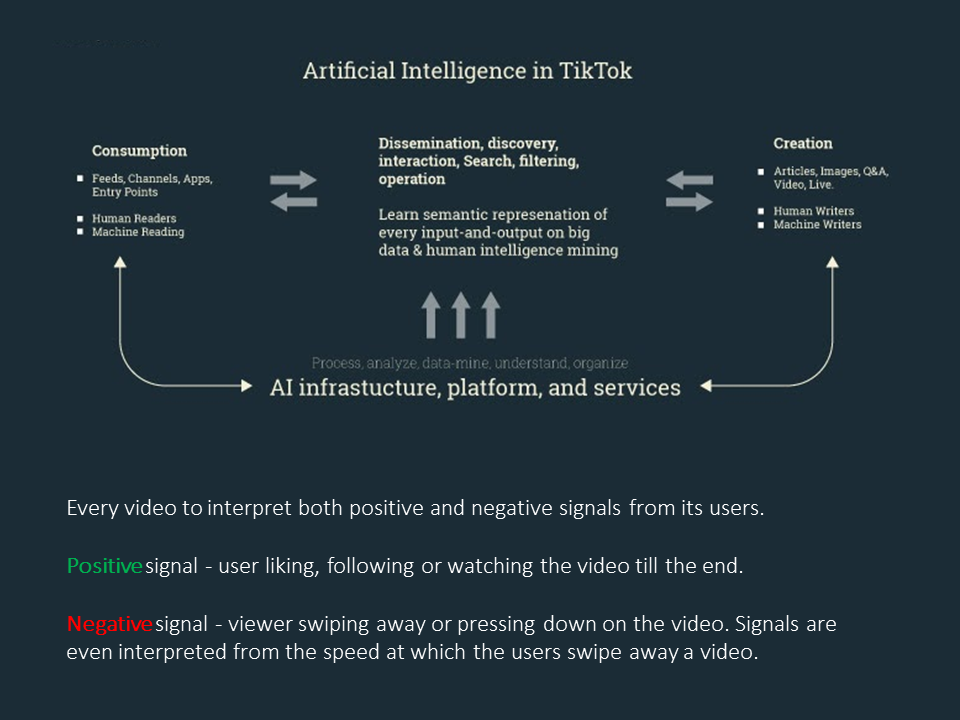 Artificial Intelligence in TikTok
Consumption
Feeds, Channels, Apps,
Entry Points
Human Readers
Machine Reading
Dissemination, discovery,
interaction, Search, filtering,
operation
Learn semantic represenation of
every input-and-output on big
data & human intelligence mining
Creation
Articles, Images, Q&A,
Video, Live.
Human Writers
Machine Writers
Process, analyze, data-mine, understand, organize
AI infrastucture, platform, and services
Every video to interpret both positive and negative signals from its users.
Positive signal - user liking, following or watching the video till the end.
Negative signal - viewer swiping away or pressing down on the video. Signals are
even interpreted from the speed at which the users swipe away a video.